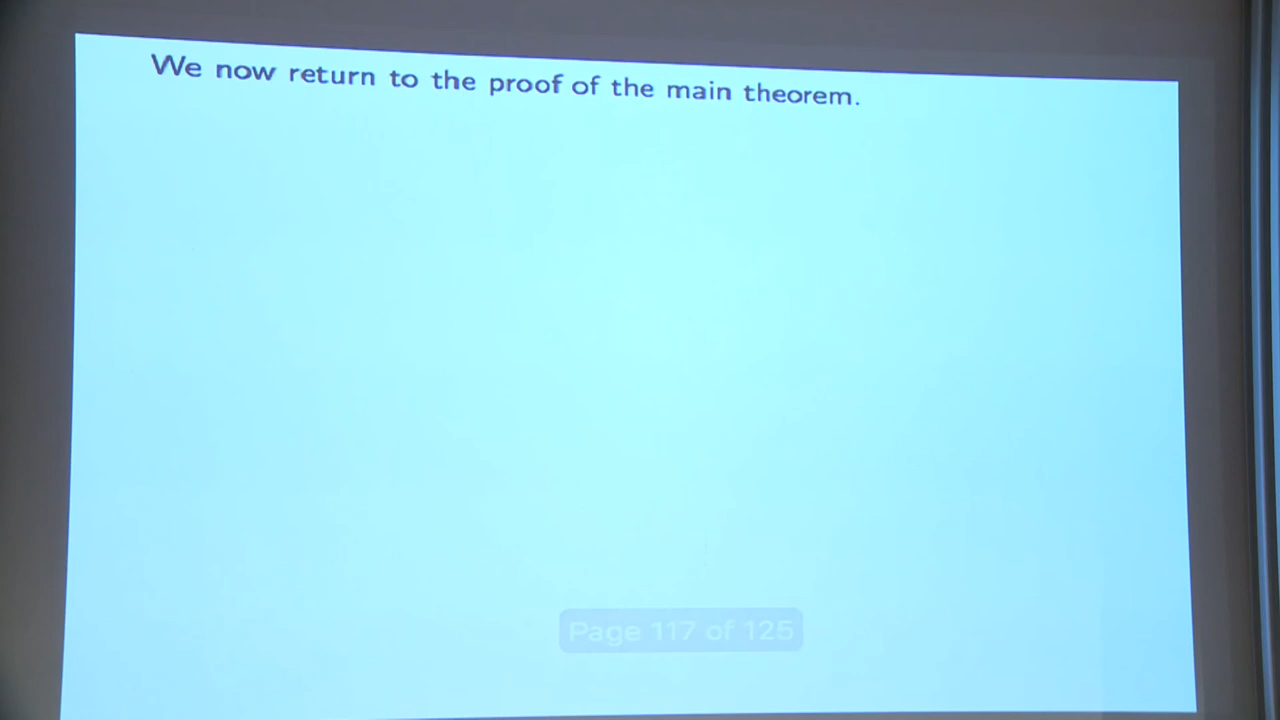 We now return to the proof of the main theorem.
Page 117 of 125